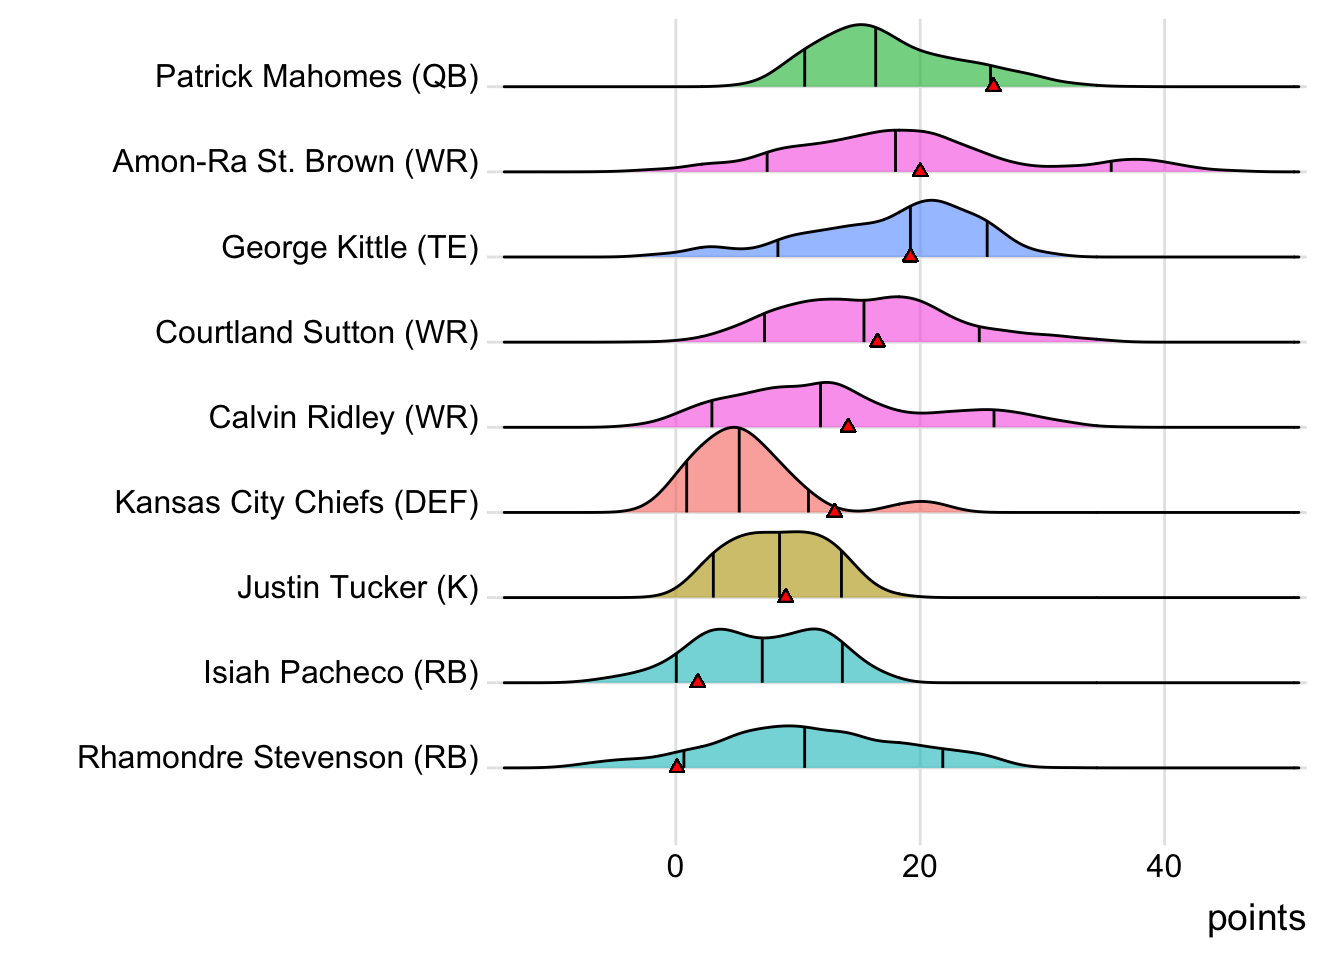 Patrick Mahomes (QB)
Amon-Ra St. Brown (WR)
George Kittle (TE)
Courtland Sutton (WR)
Calvin Ridley (WR)
Kansas City Chiefs (DEF)
Justin Tucker (K)
Isiah Pacheco (RB)
Rhamondre Stevenson (RB)
0 20 40
points